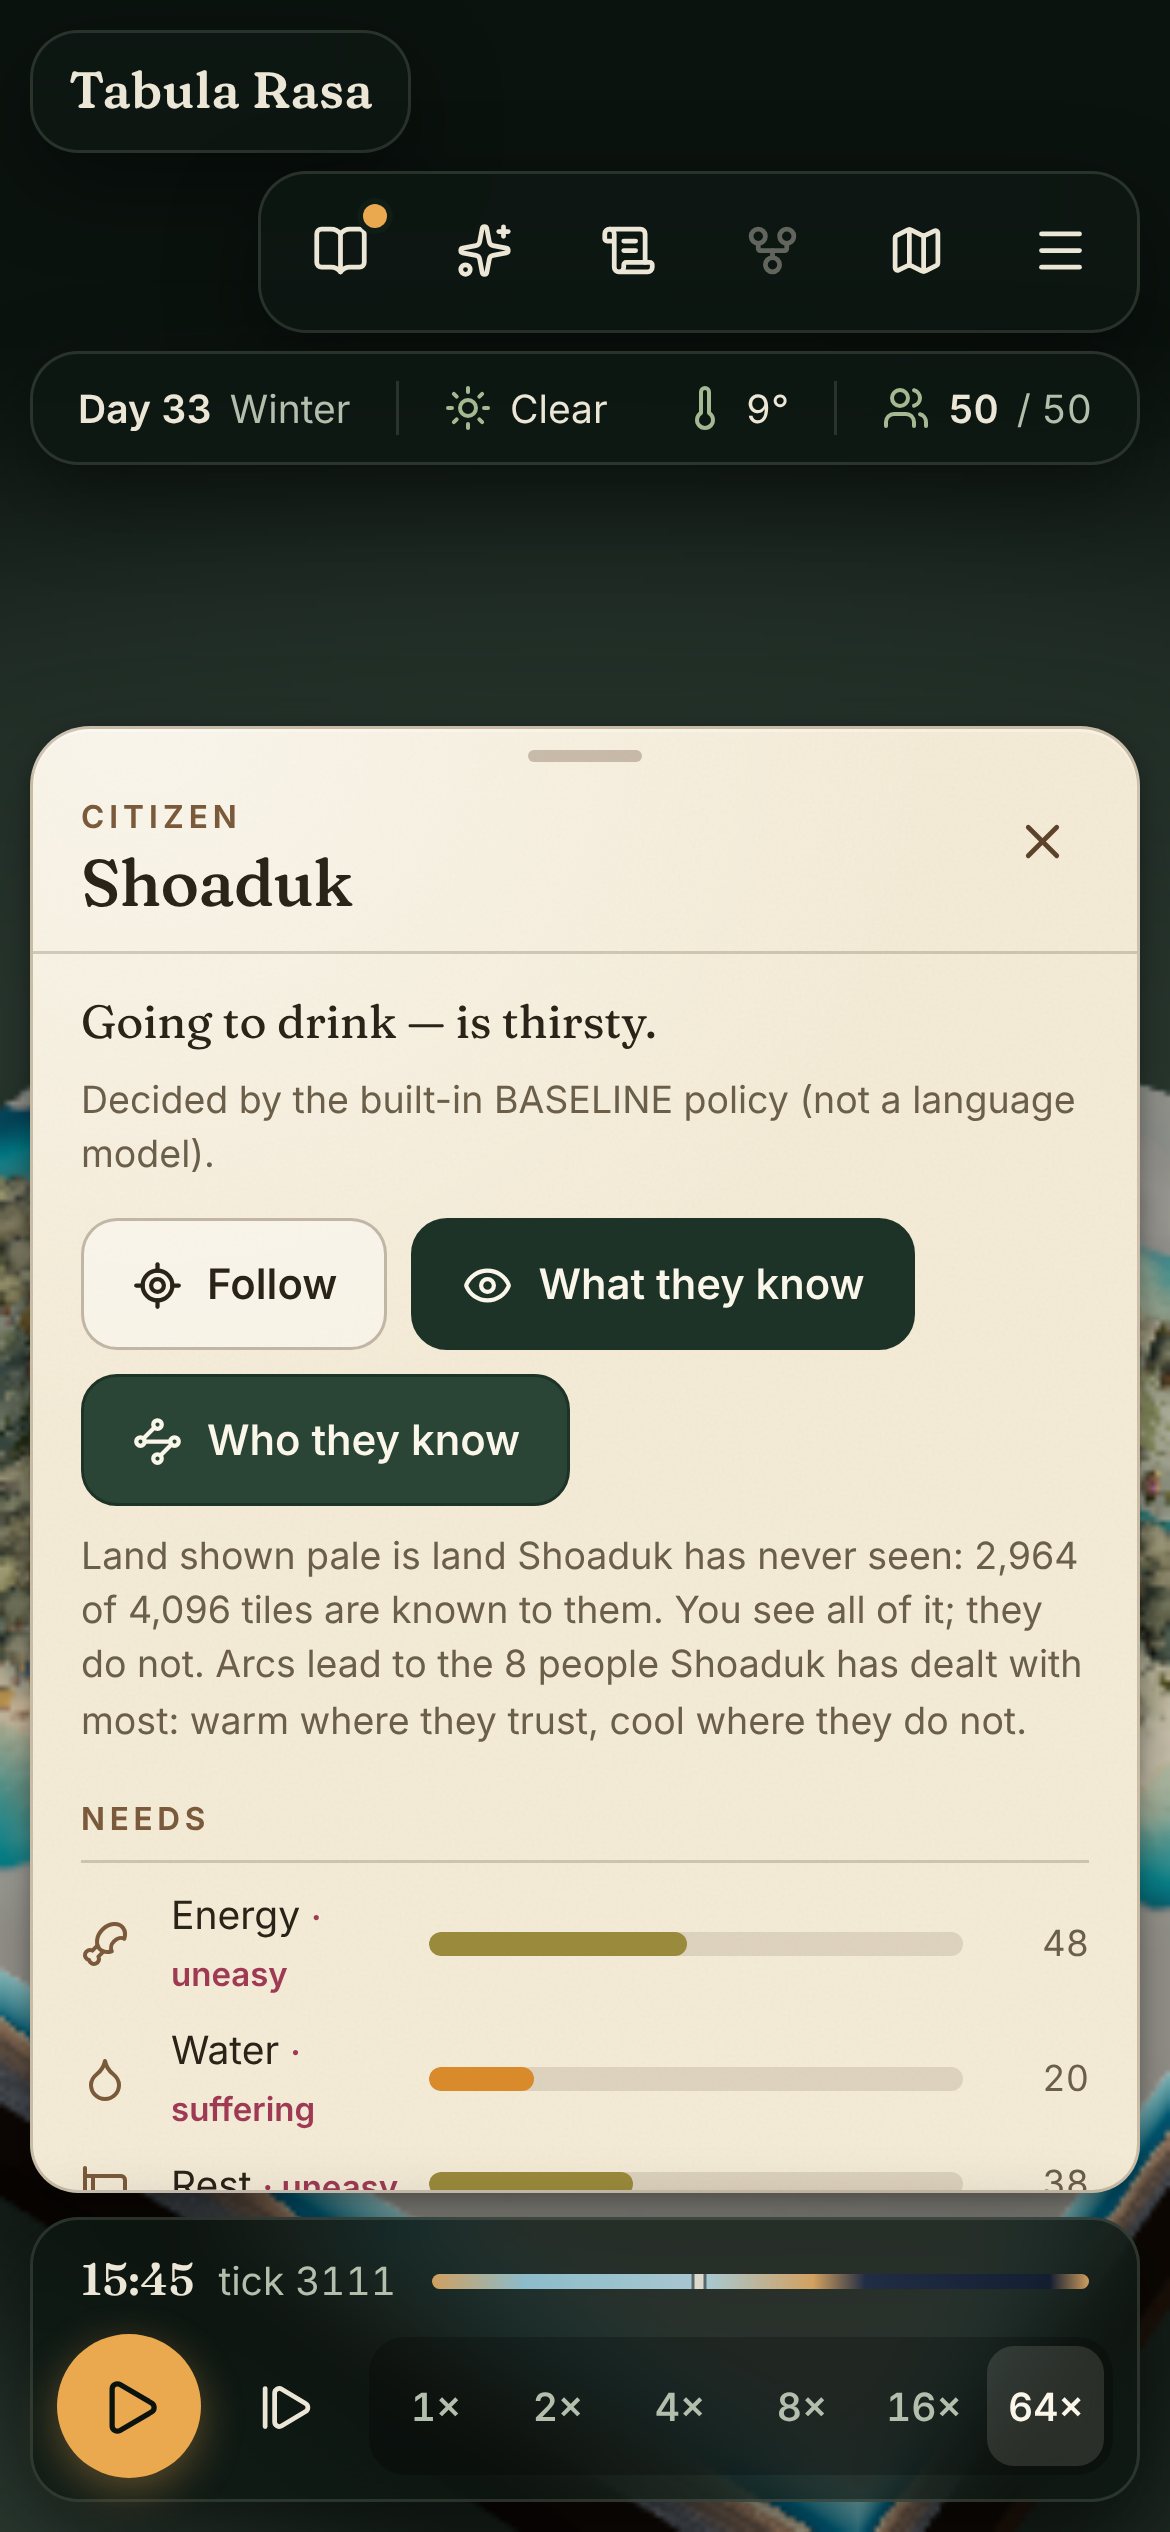 Tabula Rasa
Day 33 Winter Clear 9° 50 / 50
CITIZEN
Shoaduk
Going to drink — is thirsty.
Decided by the built-in BASELINE policy (not a language
model).
Follow What they know
Who they know
Land shown pale is land Shoaduk has never seen: 2,964
of 4,096 tiles are known to them. You see all of it; they
do not. Arcs lead to the 8 people Shoaduk has dealt with
most: warm where they trust, cool where they do not.
NEEDS
Energy ·
uneasy
48
Water ·
suffering
20
Rest · uneasy 38
15:45 tick 3111
1× 2× 4× 8× 16× 64×